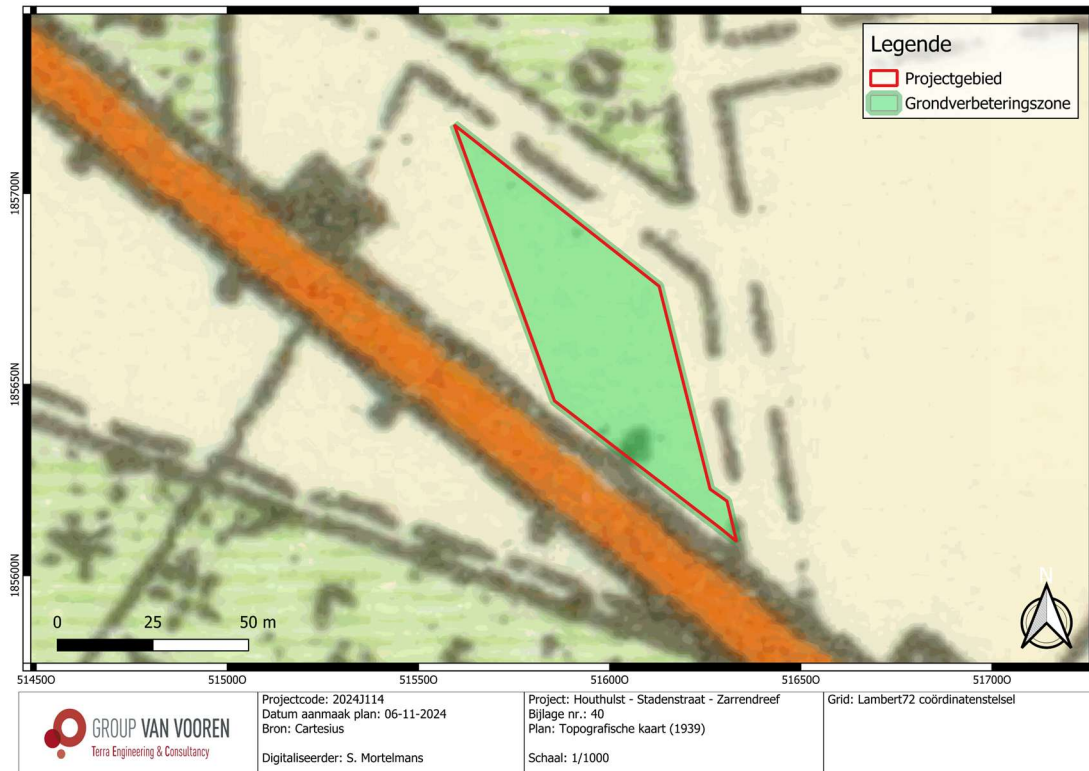 Legende
Projectgebied
Grondverbeteringszone
185700N
185650N
185600N
0 25 50 m
N
514500 515000 515500 516000 516500 517000
GROUP VAN VOOREN
Terra Engineering & Consultancy
Projectcode: 2024J114
Datum aanmaak plan: 06-11-2024
Bron: Cartesius
Digitaliseerder: S. Mortelmans
Project: Houthulst - Stadenstraat - Zarrendreef
Bijlage nr.: 40
Plan: Topografische kaart (1939)
Schaal: 1/1000
Grid: Lambert72 coördinatenstelsel